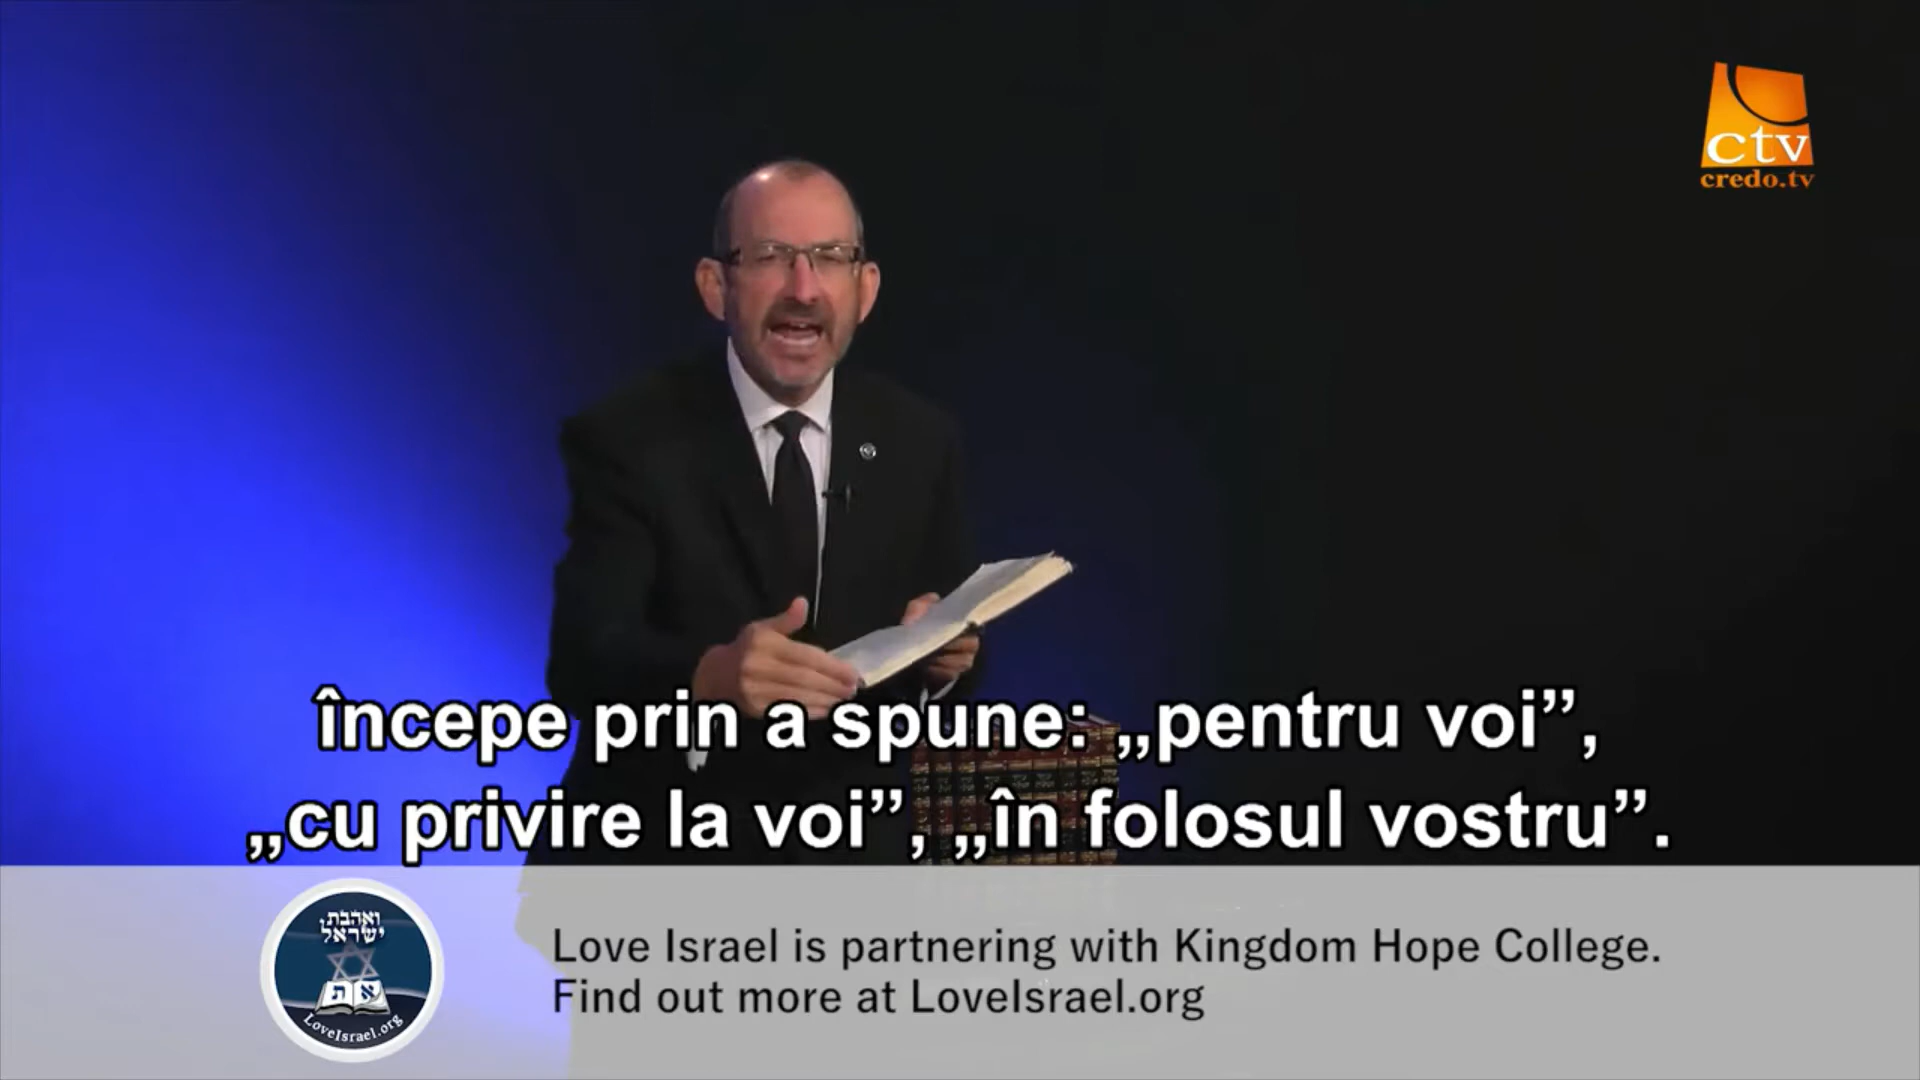 ctv
credo.tv
începe prin a spune: „pentru voi”,
„cu privire la voi”, „în folosul vostru”.
ואהבת
ישראל
את
LoveIsrael.org
Love Israel is partnering with Kingdom Hope College.
Find out more at LoveIsrael.org